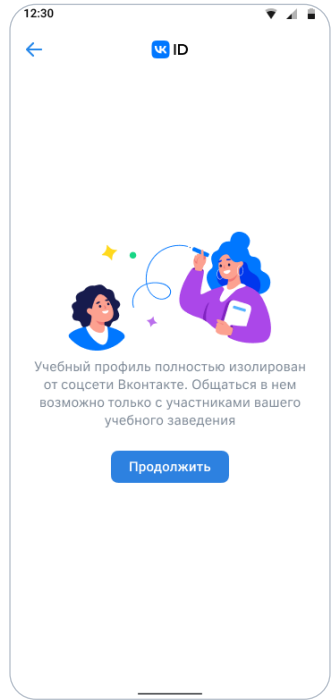 12:30
VK ID
Учебный профиль полностью изолирован
от соцсети Вконтакте. Общаться в нем
возможно только с участниками вашего
учебного заведения
Продолжить